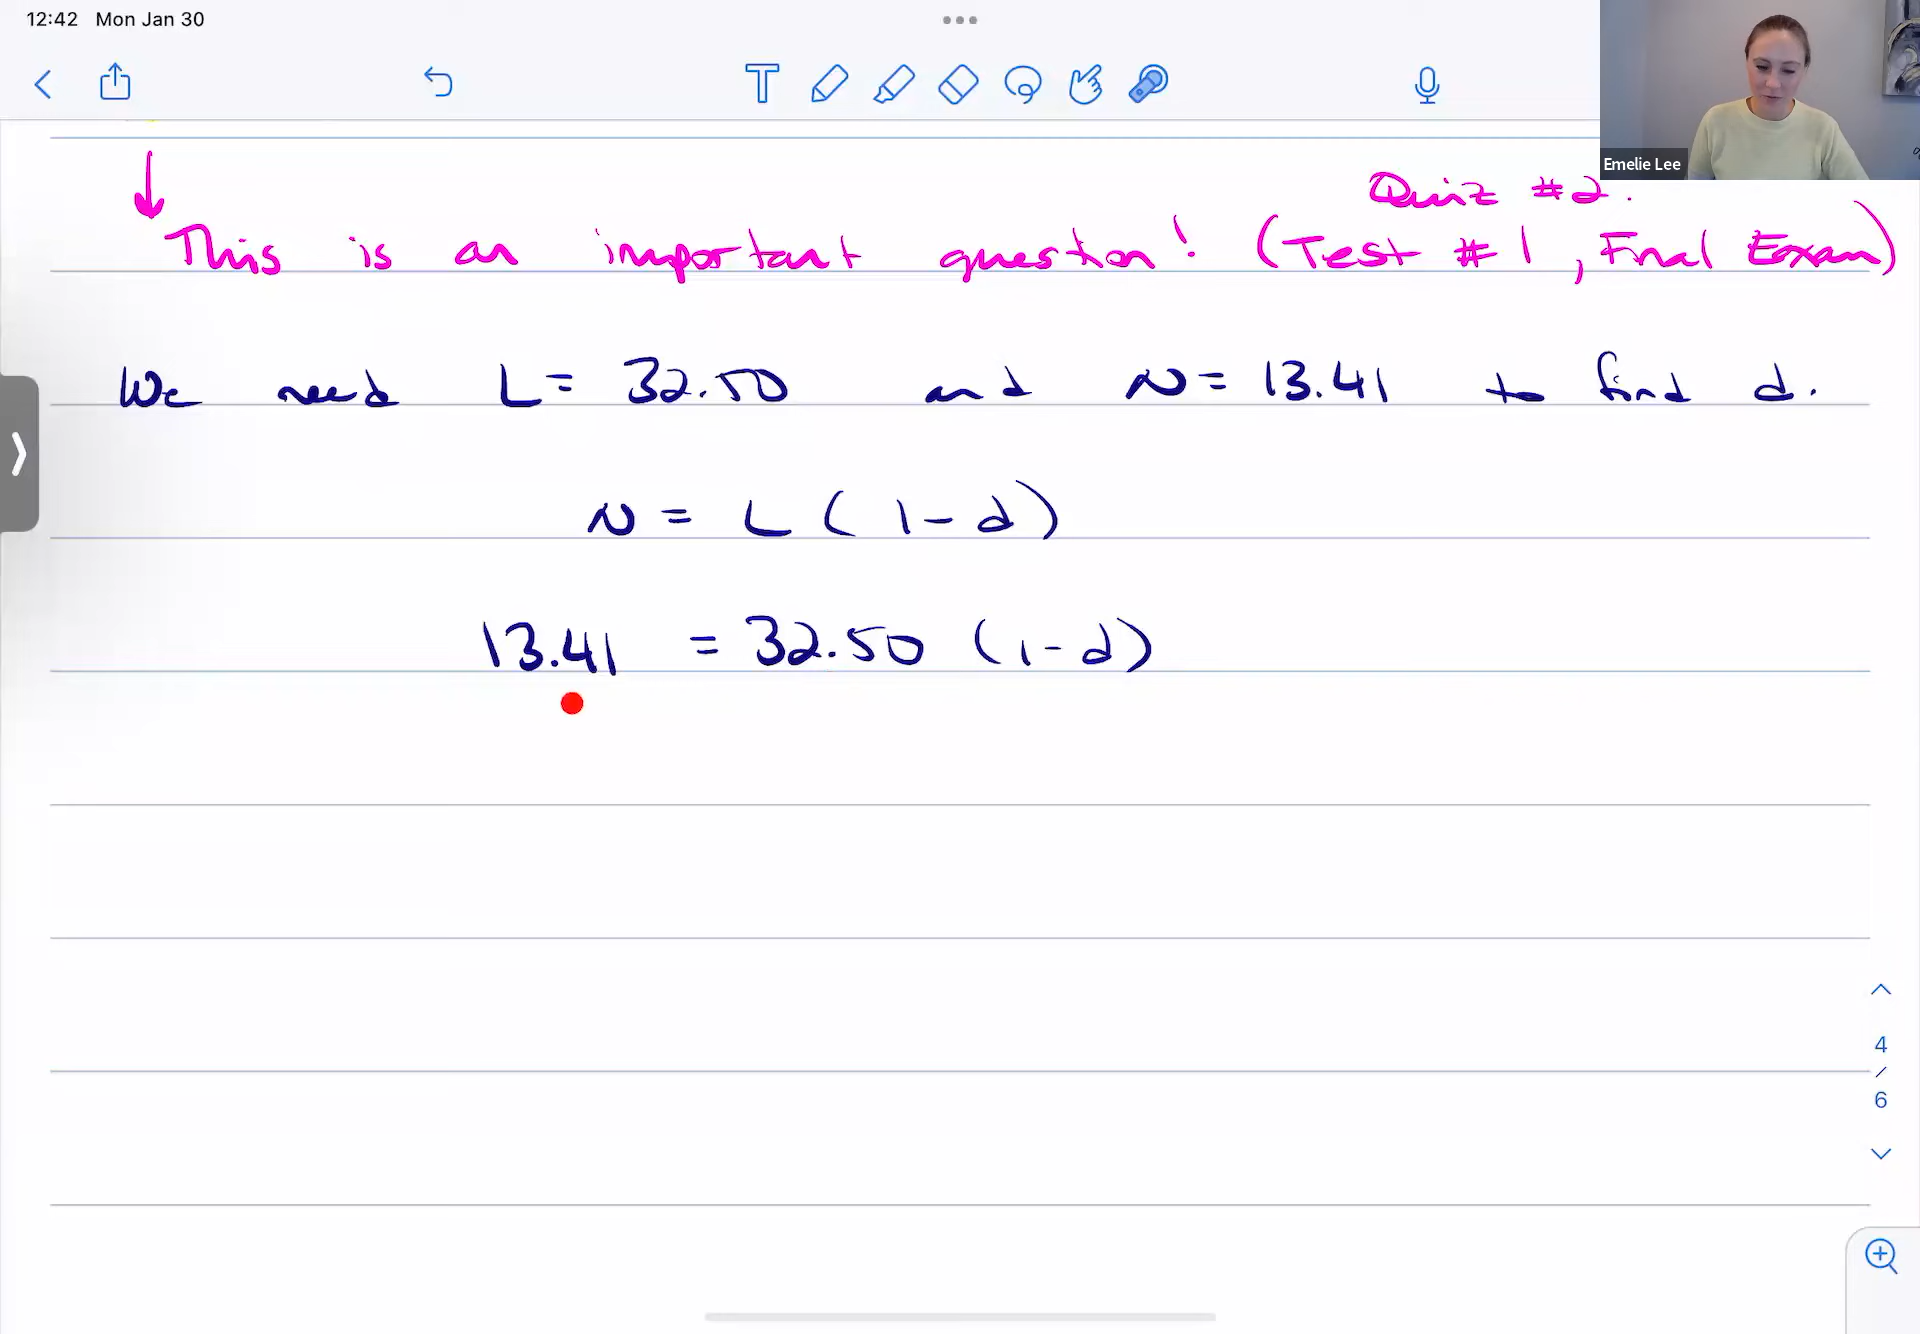 12:42 Mon Jan 30
Emelie Lee
Quiz #2.
This is an important question! (Test #1, Final Exam)
We need L = 32.50 and N = 13.41 to find d.
N = L (1-d)
13.41 = 32.50 (1-d)
4
/
6